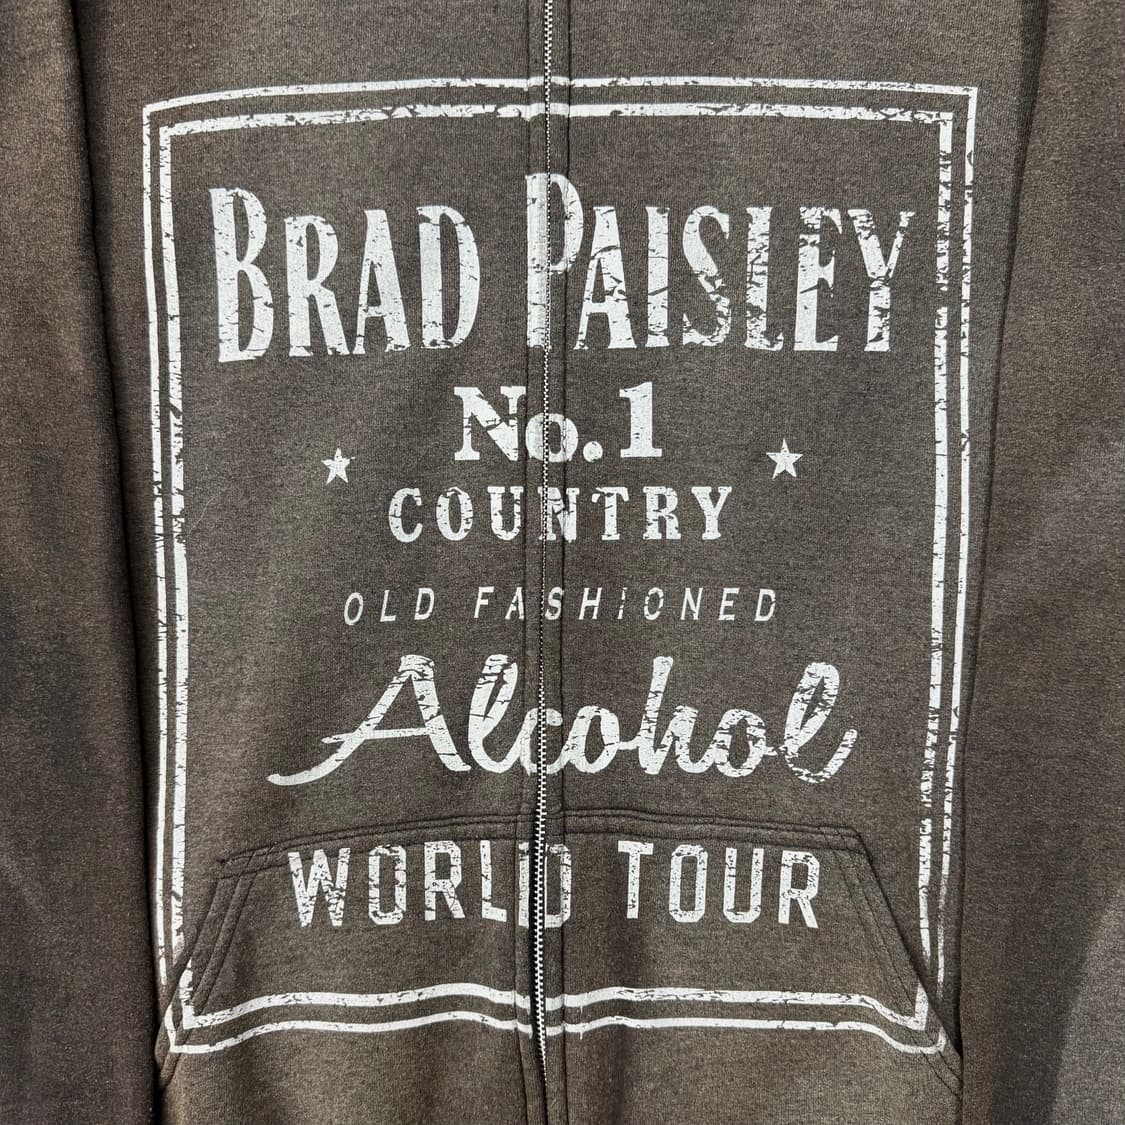 BRAD PAISLEY
No. 1
COUNTRY
OLD FASHIONED
Alcohol
WORLD TOUR